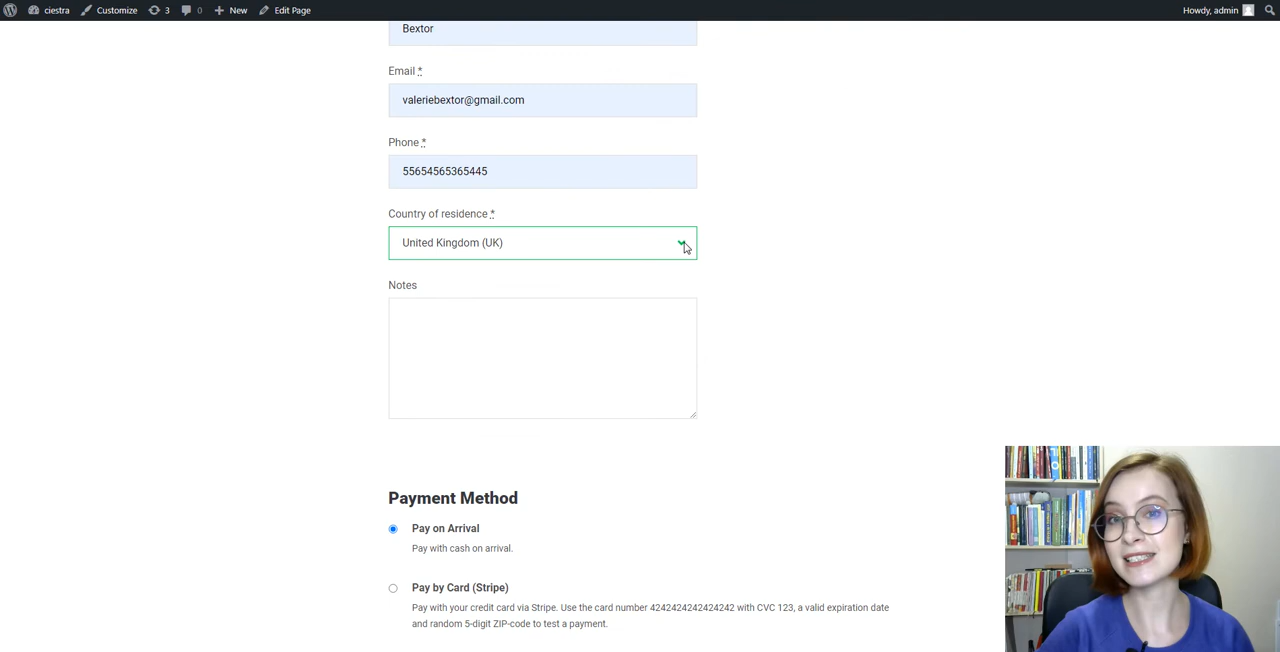 ciestra Customize 3 0 New Edit Page Howdy, admin
Bextor
Email *
valeriebextor@gmail.com
Phone *
55654565365445
Country of residence *
United Kingdom (UK)
Notes
Payment Method
Pay on Arrival
Pay with cash on arrival.
Pay by Card (Stripe)
Pay with your credit card via Stripe. Use the card number 4242424242424242 with CVC 123, a valid expiration date
and random 5-digit ZIP-code to test a payment.